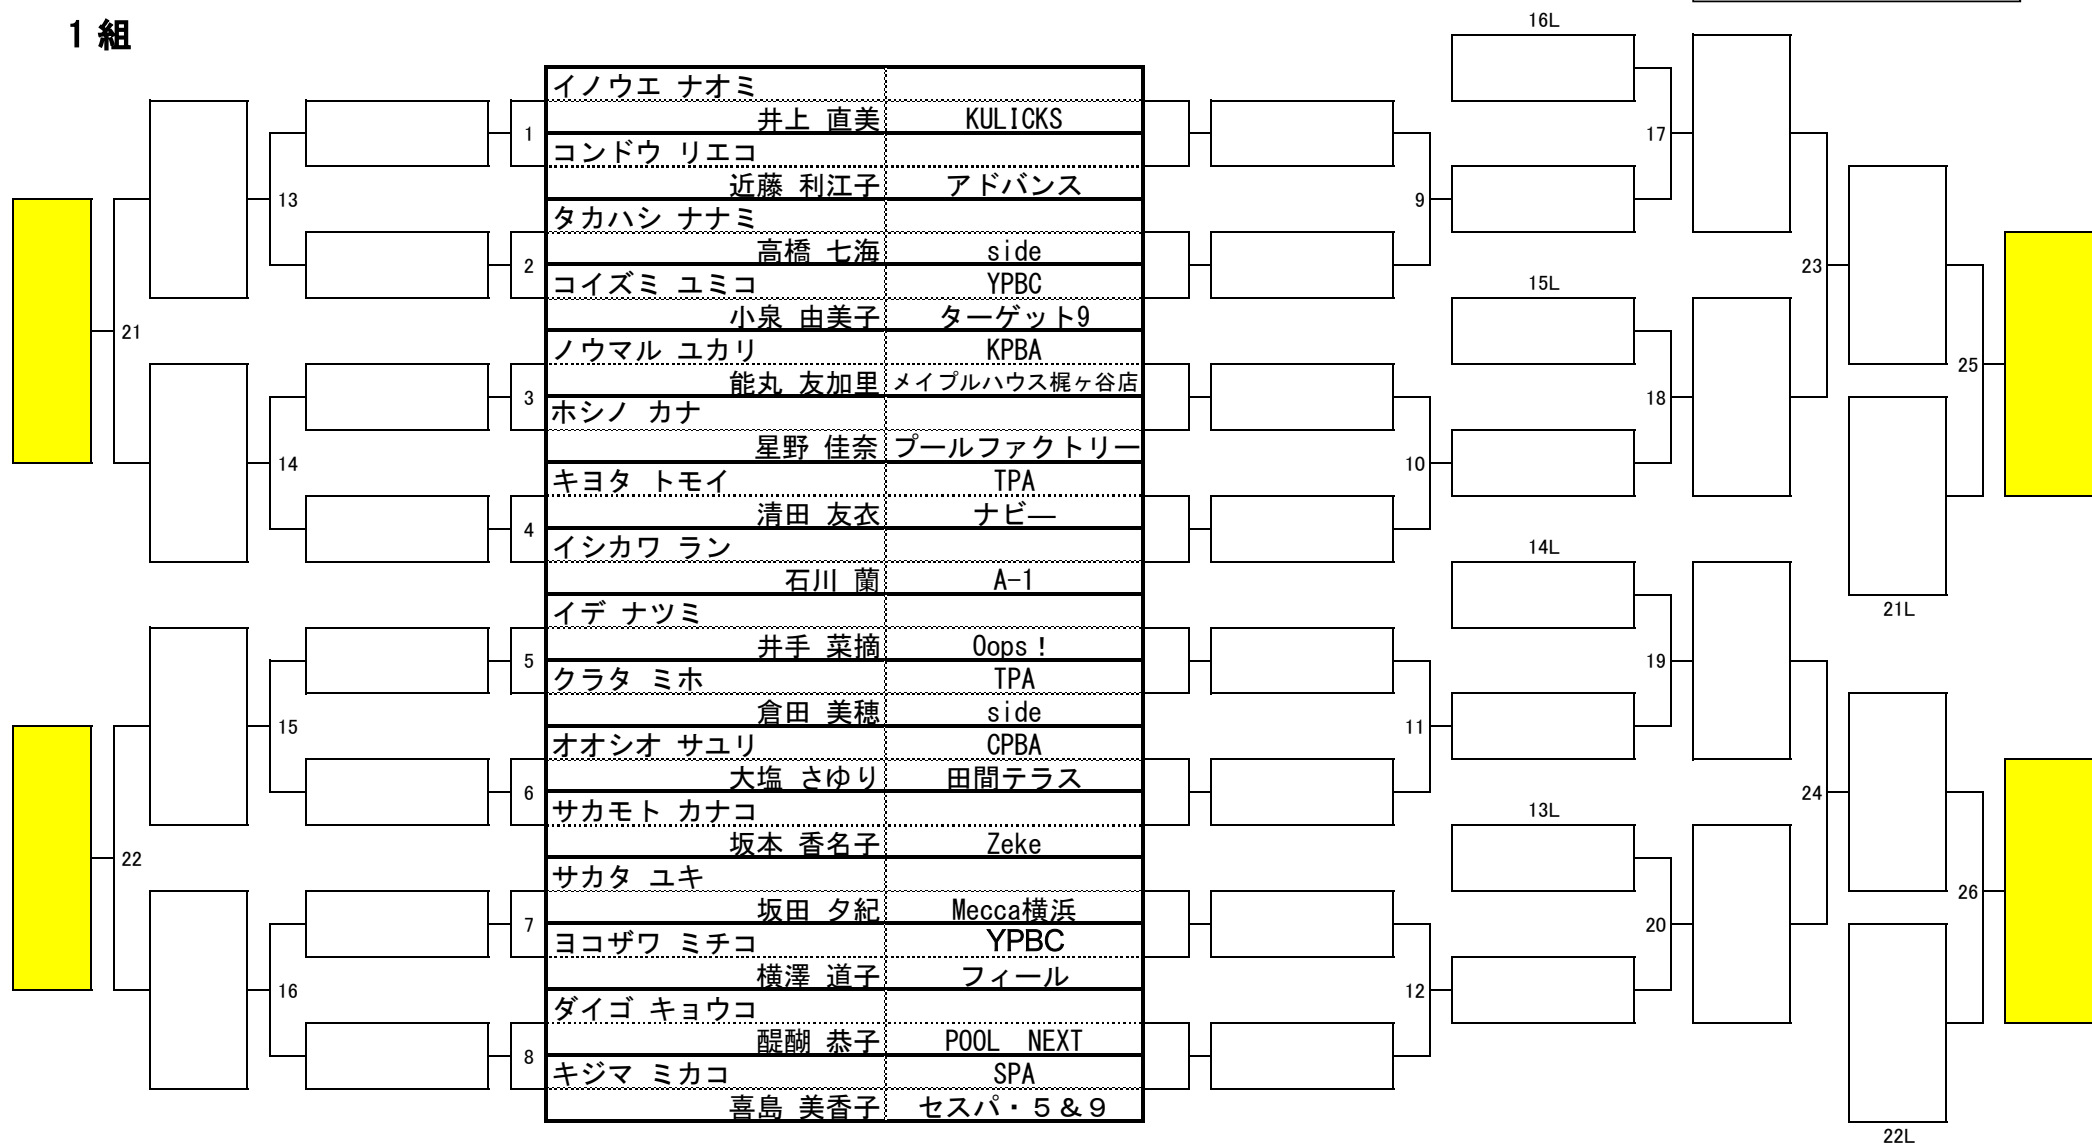 1 組
イノウエ ナオミ
井上 直美 KULICKS
1
コンドウ リエコ
近藤 利江子 アドバンス
タカハシ ナナミ
高橋 七海 side
2
コイズミ ユミコ YPBC
小泉 由美子 ターゲット9
ノウマル ユカリ KPBA
能丸 友加里 メイプルハウス梶ヶ谷店
3
ホシノ カナ
星野 佳奈 プールファクトリー
キヨタ トモイ TPA
清田 友衣 ナビ―
4
イシカワ ラン
石川 蘭 A-1
イデ ナツミ
井手 菜摘 Oops！
5
クラタ ミホ TPA
倉田 美穂 side
オオシオ サユリ CPBA
大塩 さゆり 田間テラス
6
サカモト カナコ
坂本 香名子 Zeke
サカタ ユキ
坂田 夕紀 Mecca横浜
7
ヨコザワ ミチコ YPBC
横澤 道子 フィール
ダイゴ キョウコ
醍醐 恭子 POOL NEXT
8
キジマ ミカコ SPA
喜島 美香子 セスパ・５＆９
13
14
15
16
21
22
9
10
11
12
16L
17
15L
18
14L
19
13L
20
23
24
21L
25
26
22L